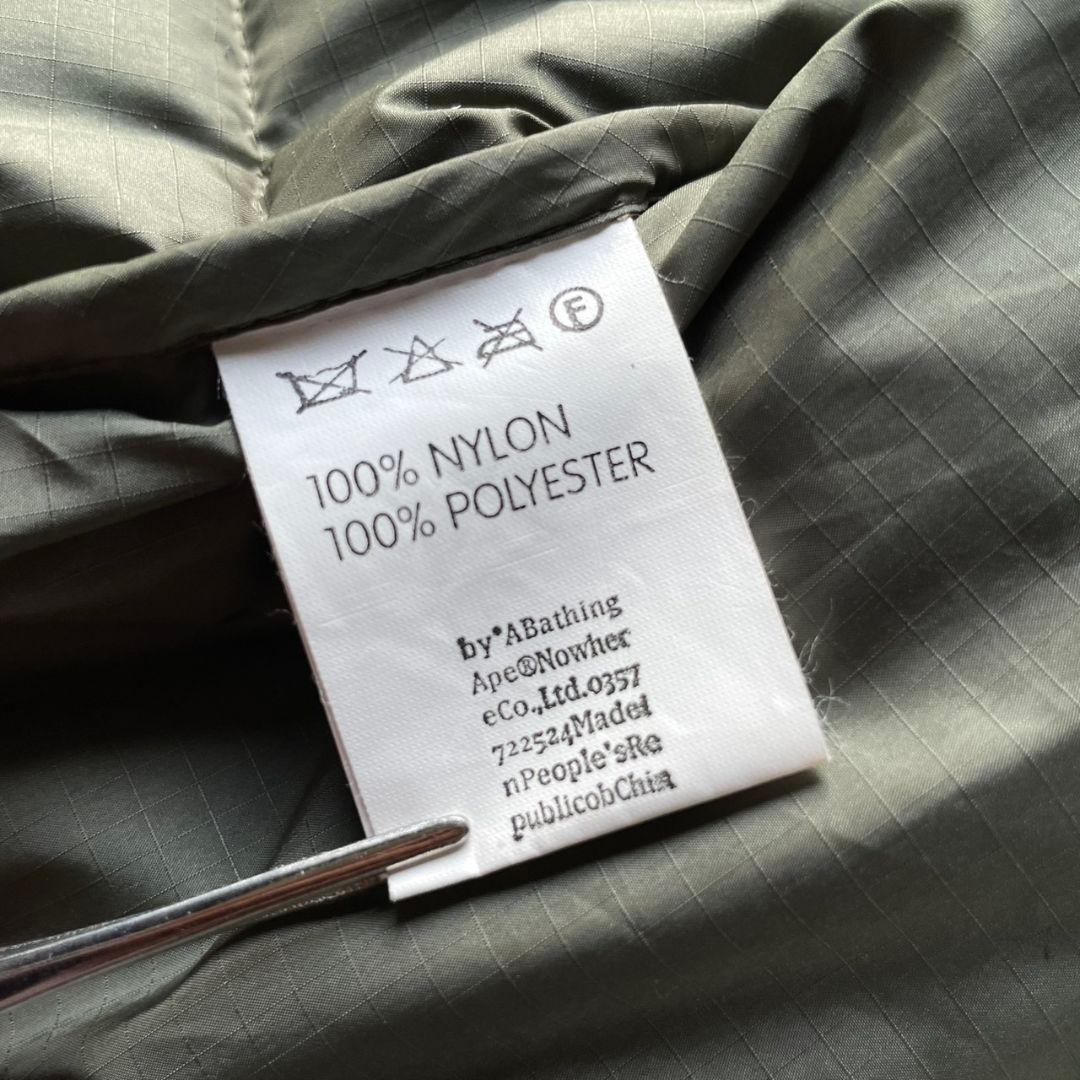 F
100% NYLON
100% POLYESTER
by*ABathing
Ape®Nowher
eCo.,Ltd.0357
722524MadeI
nPeople'sRe
publicobChina